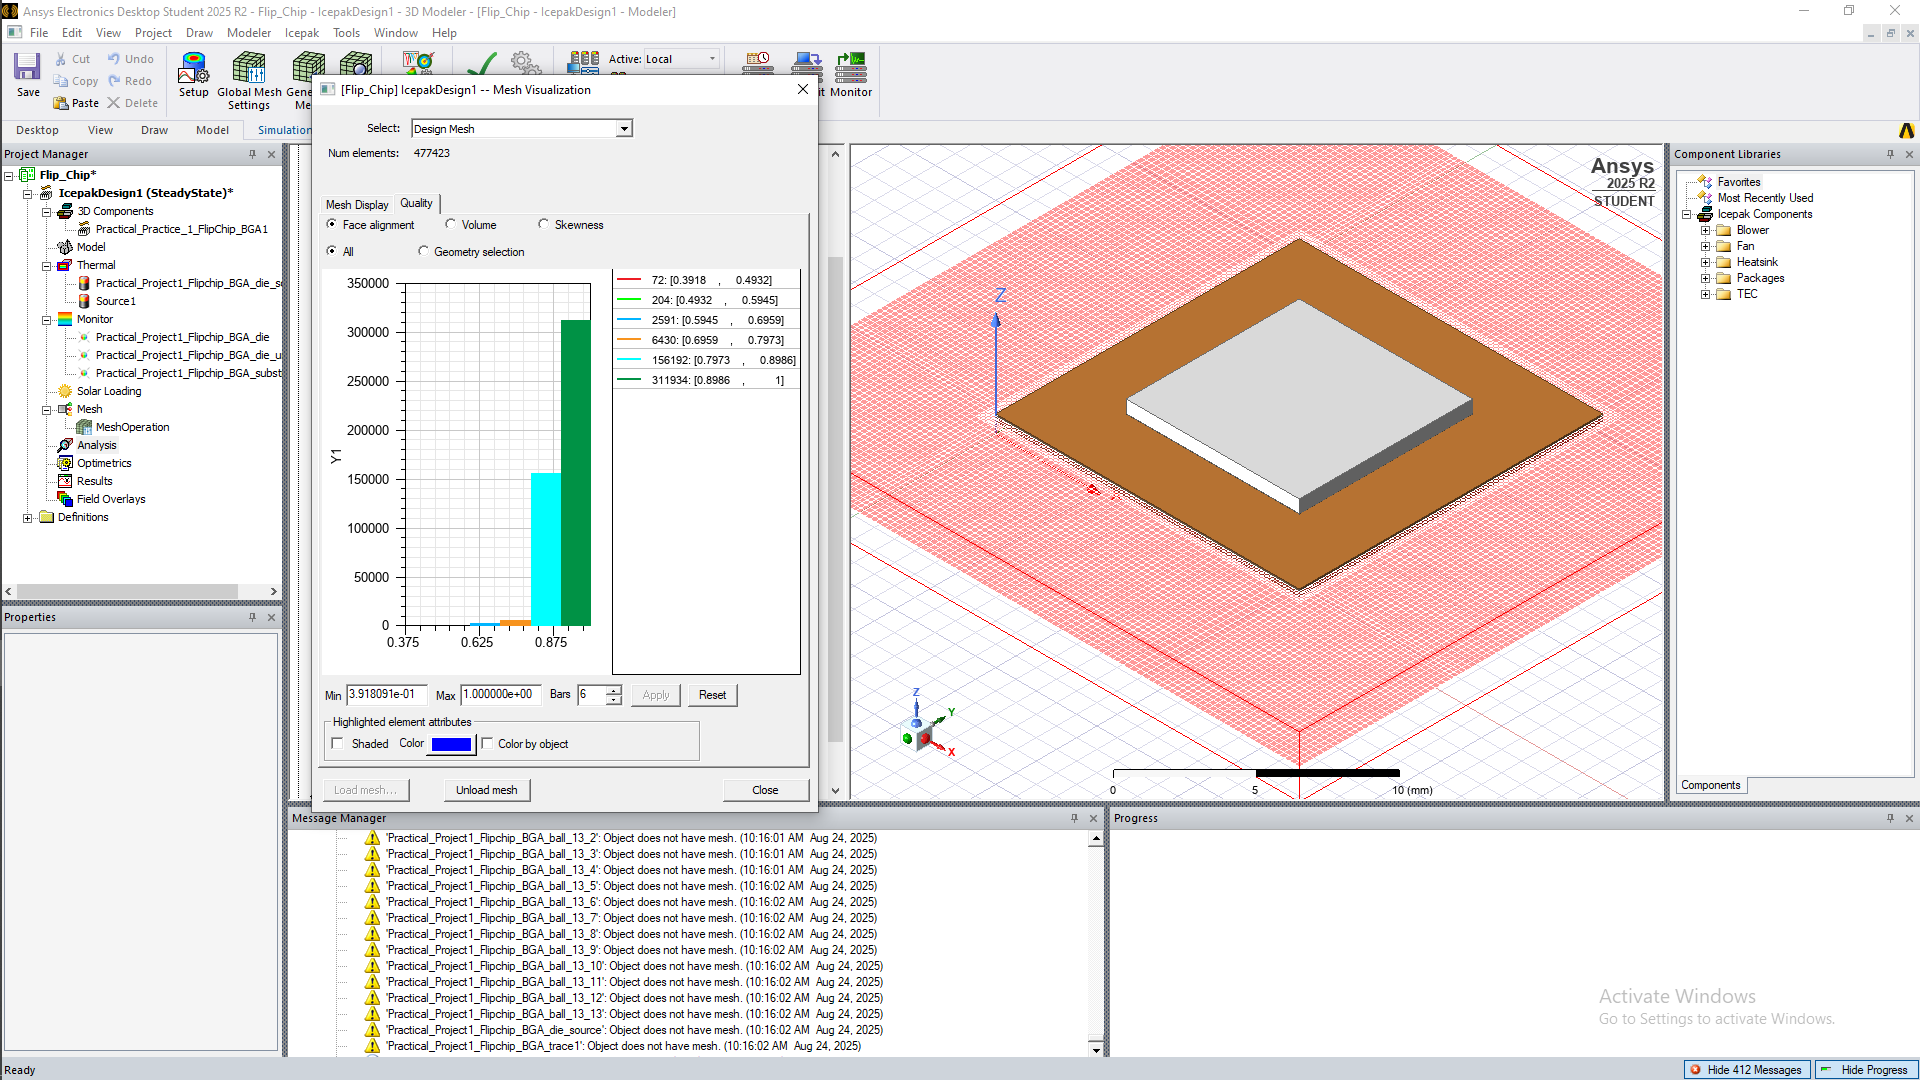 Ansys Electronics Desktop Student 2025 R2 - Flip_Chip - IcepakDesign1 - 3D Modeler - [Flip_Chip - IcepakDesign1 - Modeler]
File Edit View Project Draw Modeler Icepak Tools Window Help
Save
Cut
Copy
Paste
Undo
Redo
Delete
Setup
Global Mesh
Settings
Active: Local
Monitor
Desktop View Draw Model Simulation
Project Manager
Flip_Chip*
IcepakDesign1 (SteadyState)*
3D Components
Practical_Practice_1_FlipChip_BGA1
Model
Thermal
Practical_Project1_Flipchip_BGA_die_s
Source1
Monitor
Practical_Project1_Flipchip_BGA_die
Practical_Project1_Flipchip_BGA_die_u
Practical_Project1_Flipchip_BGA_subst
Solar Loading
Mesh
MeshOperation
Analysis
Optimetrics
Results
Field Overlays
Definitions
Properties
[Flip_Chip] IcepakDesign1 -- Mesh Visualization
Select: Design Mesh
Num elements: 477423
Mesh Display Quality
Face alignment Volume Skewness
All Geometry selection
350000
300000
250000
200000
150000
100000
50000
0
Y1
0.375 0.625 0.875
72: [0.3918 , 0.4932]
204: [0.4932 , 0.5945]
2591: [0.5945 , 0.6959]
6430: [0.6959 , 0.7973]
156192: [0.7973 , 0.8986]
311934: [0.8986 , 1]
Min 3.918091e-01 Max 1.000000e+00 Bars 6 Apply Reset
Highlighted element attributes
Shaded Color Color by object
Load mesh... Unload mesh Close
Ansys
2025 R2
STUDENT
Z
Z
Y
X
0 5 10 (mm)
Component Libraries
Favorites
Most Recently Used
Icepak Components
Blower
Fan
Heatsink
Packages
TEC
Components
Message Manager
'Practical_Project1_Flipchip_BGA_ball_13_2': Object does not have mesh. (10:16:01 AM Aug 24, 2025)
'Practical_Project1_Flipchip_BGA_ball_13_3': Object does not have mesh. (10:16:01 AM Aug 24, 2025)
'Practical_Project1_Flipchip_BGA_ball_13_4': Object does not have mesh. (10:16:01 AM Aug 24, 2025)
'Practical_Project1_Flipchip_BGA_ball_13_5': Object does not have mesh. (10:16:02 AM Aug 24, 2025)
'Practical_Project1_Flipchip_BGA_ball_13_6': Object does not have mesh. (10:16:02 AM Aug 24, 2025)
'Practical_Project1_Flipchip_BGA_ball_13_7': Object does not have mesh. (10:16:02 AM Aug 24, 2025)
'Practical_Project1_Flipchip_BGA_ball_13_8': Object does not have mesh. (10:16:02 AM Aug 24, 2025)
'Practical_Project1_Flipchip_BGA_ball_13_9': Object does not have mesh. (10:16:02 AM Aug 24, 2025)
'Practical_Project1_Flipchip_BGA_ball_13_10': Object does not have mesh. (10:16:02 AM Aug 24, 2025)
'Practical_Project1_Flipchip_BGA_ball_13_11': Object does not have mesh. (10:16:02 AM Aug 24, 2025)
'Practical_Project1_Flipchip_BGA_ball_13_12': Object does not have mesh. (10:16:02 AM Aug 24, 2025)
'Practical_Project1_Flipchip_BGA_ball_13_13': Object does not have mesh. (10:16:02 AM Aug 24, 2025)
'Practical_Project1_Flipchip_BGA_die_source': Object does not have mesh. (10:16:02 AM Aug 24, 2025)
'Practical_Project1_Flipchip_BGA_trace1': Object does not have mesh. (10:16:02 AM Aug 24, 2025)
Progress
Activate Windows
Go to Settings to activate Windows.
Ready
Hide 412 Messages
Hide Progress